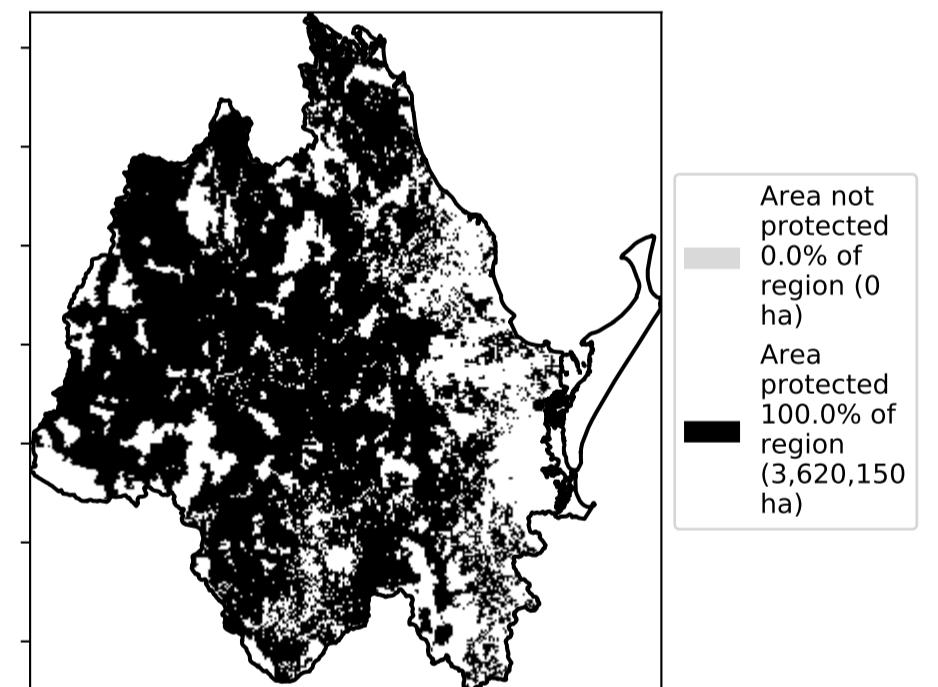 Area not
protected
0.0% of
region (0
ha)
Area
protected
100.0% of
region
(3,620,150
ha)